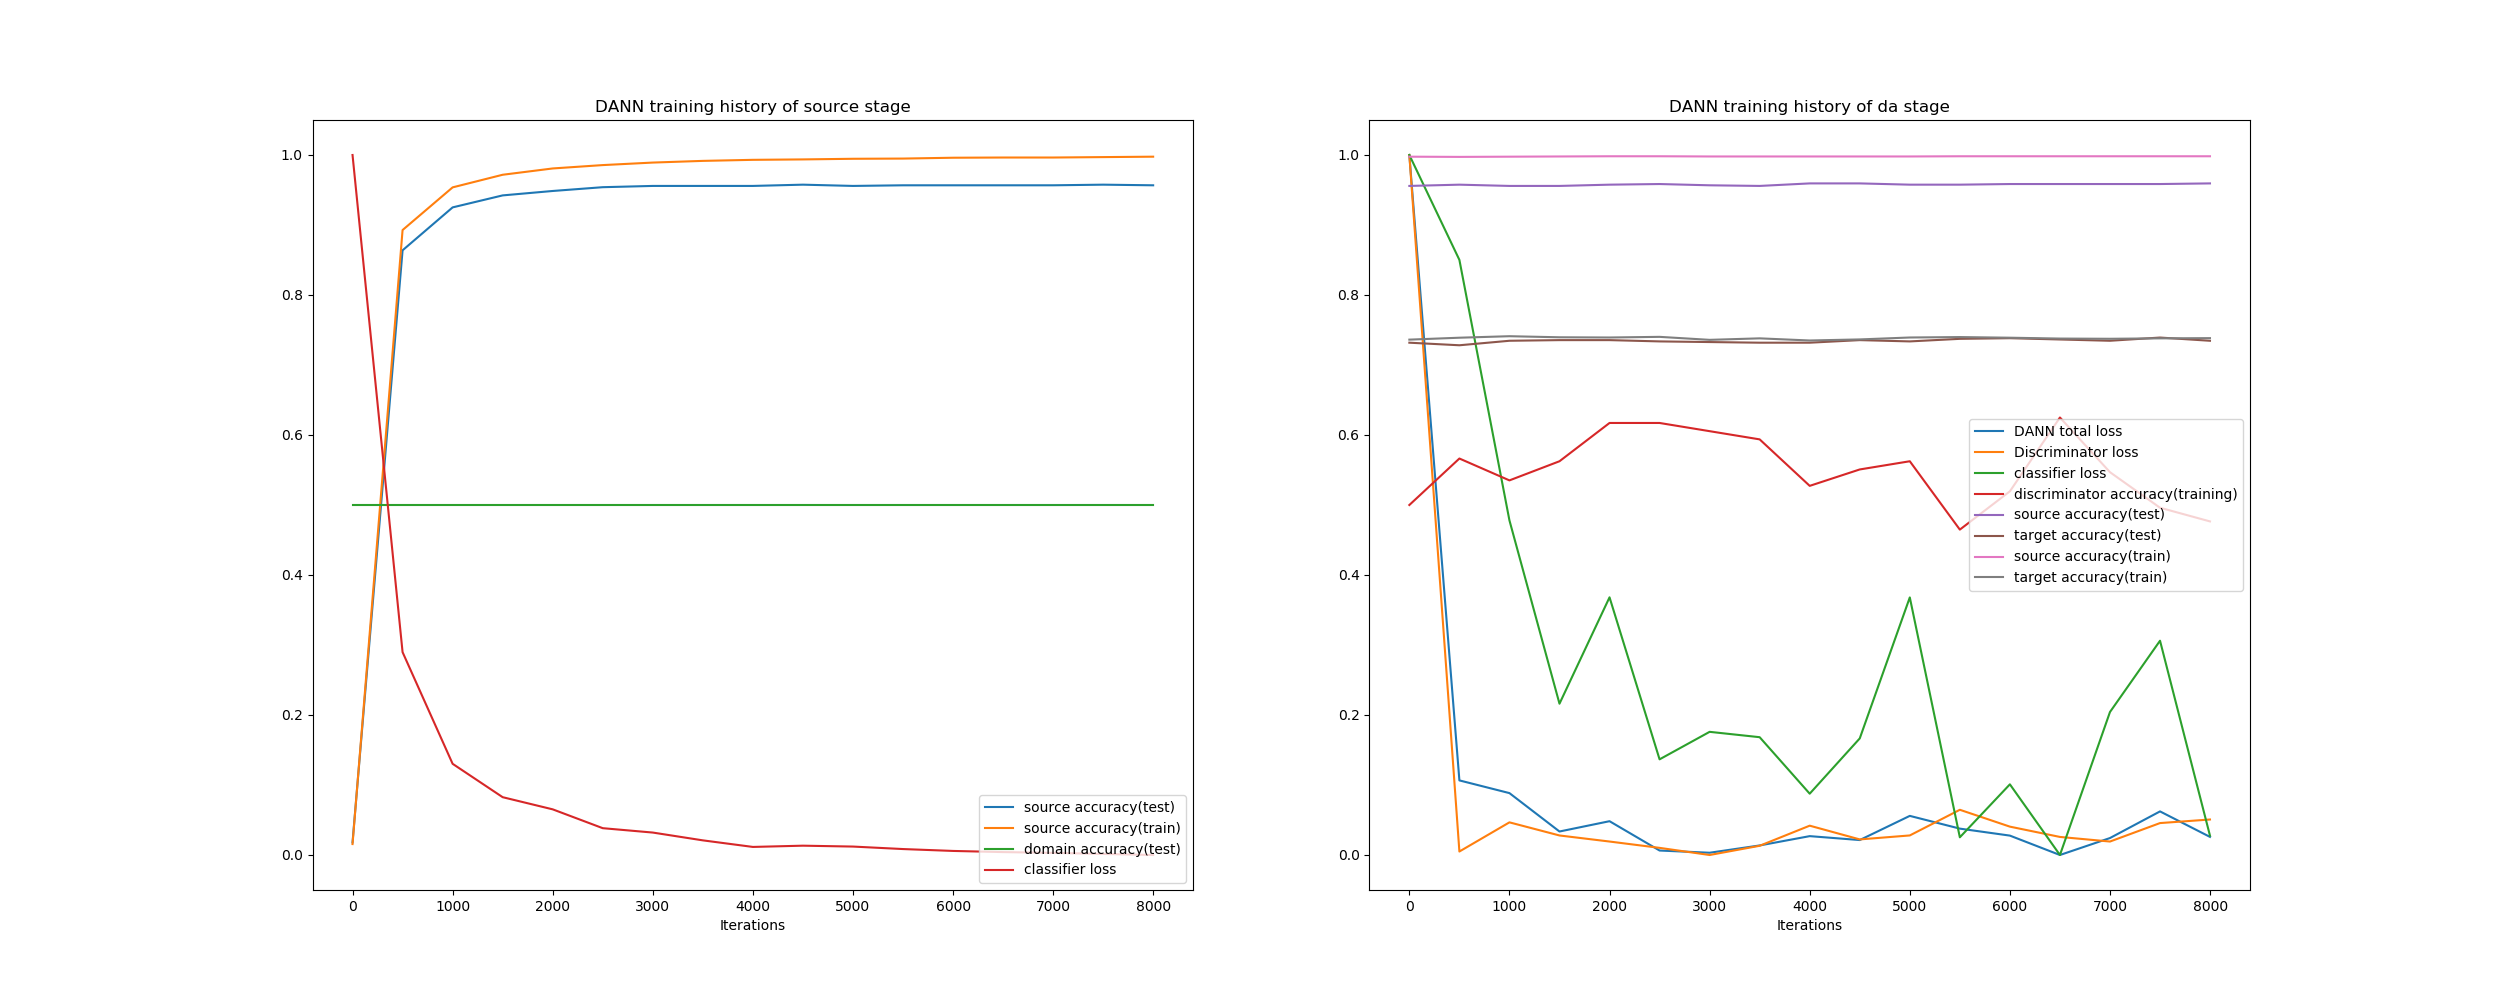 DANN training history of source stage
1.0
0.8
0.6
0.4
0.2
0.0
source accuracy(test)
source accuracy(train)
domain accuracy(test)
classifier loss
0 1000 2000 3000 4000 5000 6000 7000 8000
Iterations
DANN training history of da stage
1.0
0.8
0.6
0.4
0.2
0.0
DANN total loss
Discriminator loss
classifier loss
discriminator accuracy(training)
source accuracy(test)
target accuracy(test)
source accuracy(train)
target accuracy(train)
0 1000 2000 3000 4000 5000 6000 7000 8000
Iterations